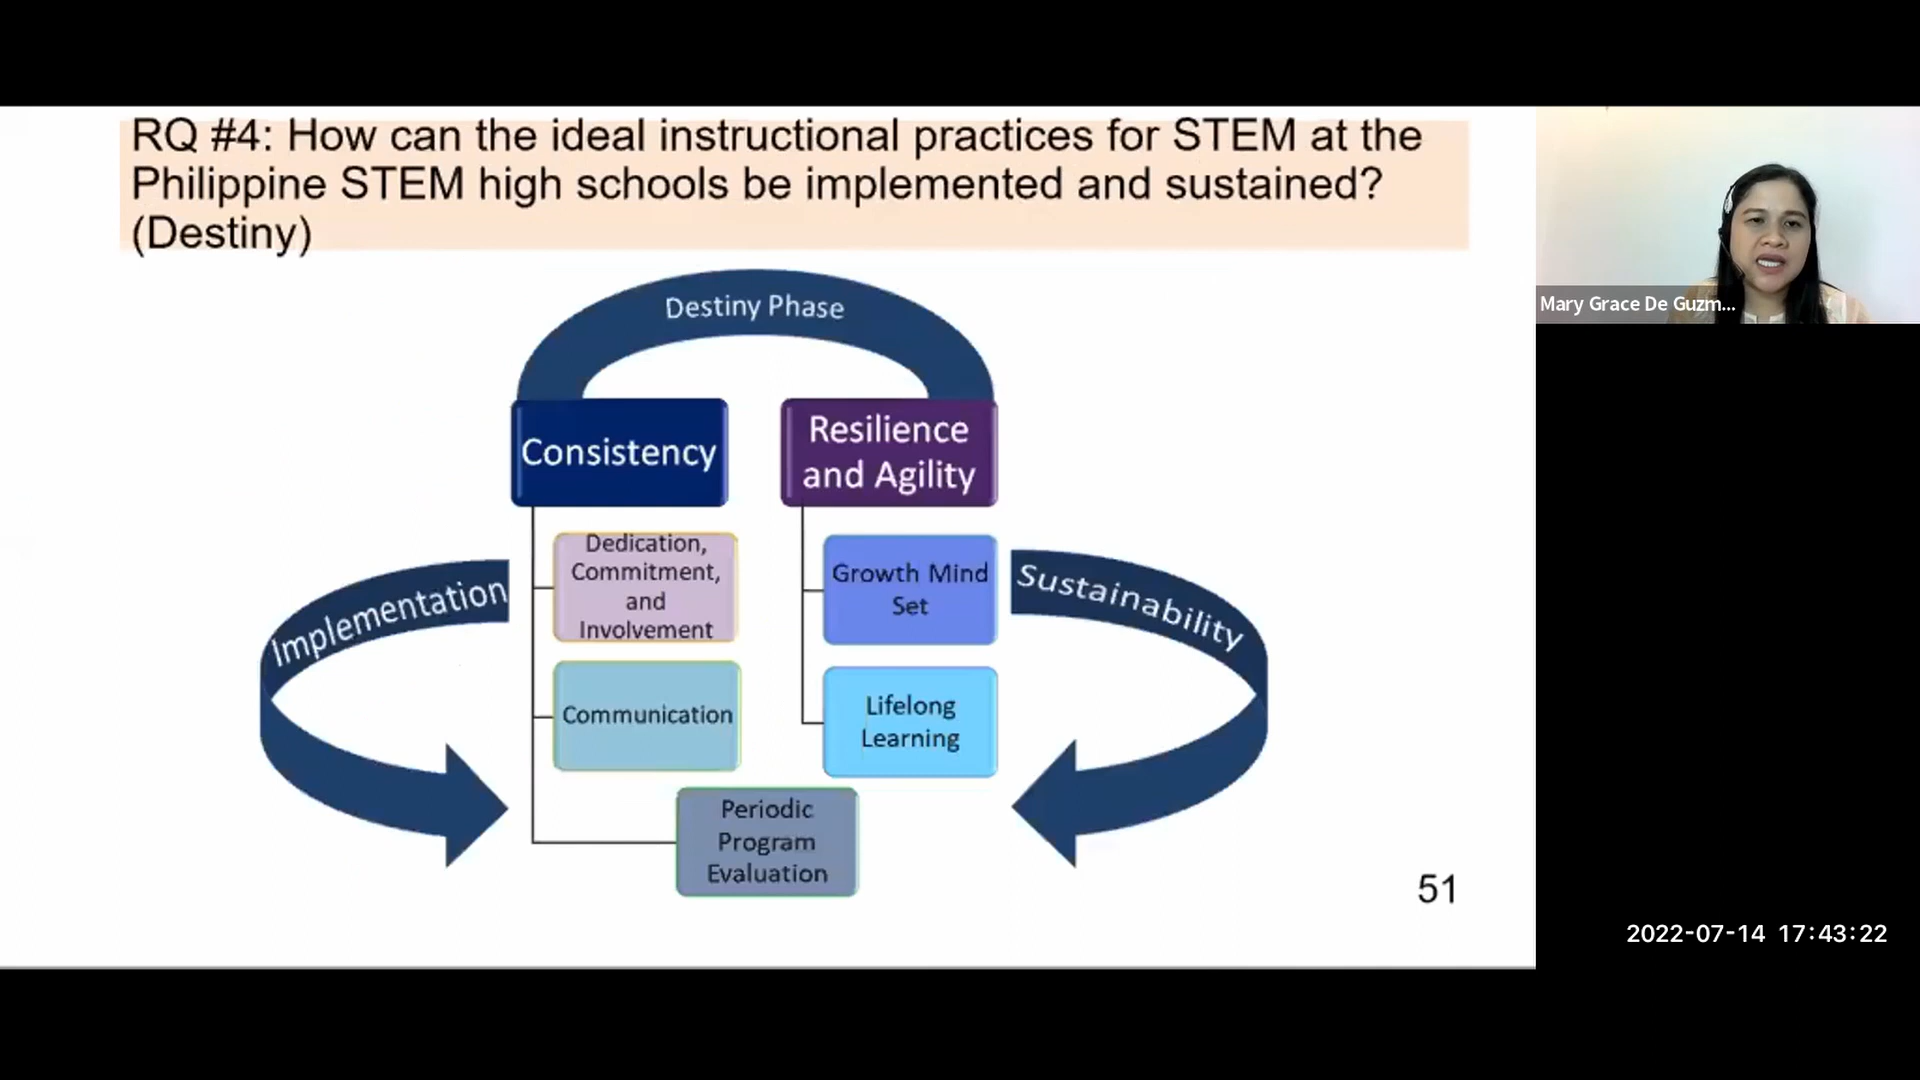 RQ #4: How can the ideal instructional practices for STEM at the
Philippine STEM high schools be implemented and sustained?
(Destiny)
Mary Grace De Guzm...
Destiny Phase
Consistency
Resilience
and Agility
Dedication,
Commitment,
and
Involvement
Growth Mind
Set
Implementation
Sustainability
Communication
Lifelong
Learning
Periodic
Program
Evaluation
51
2022-07-14 17:43:22